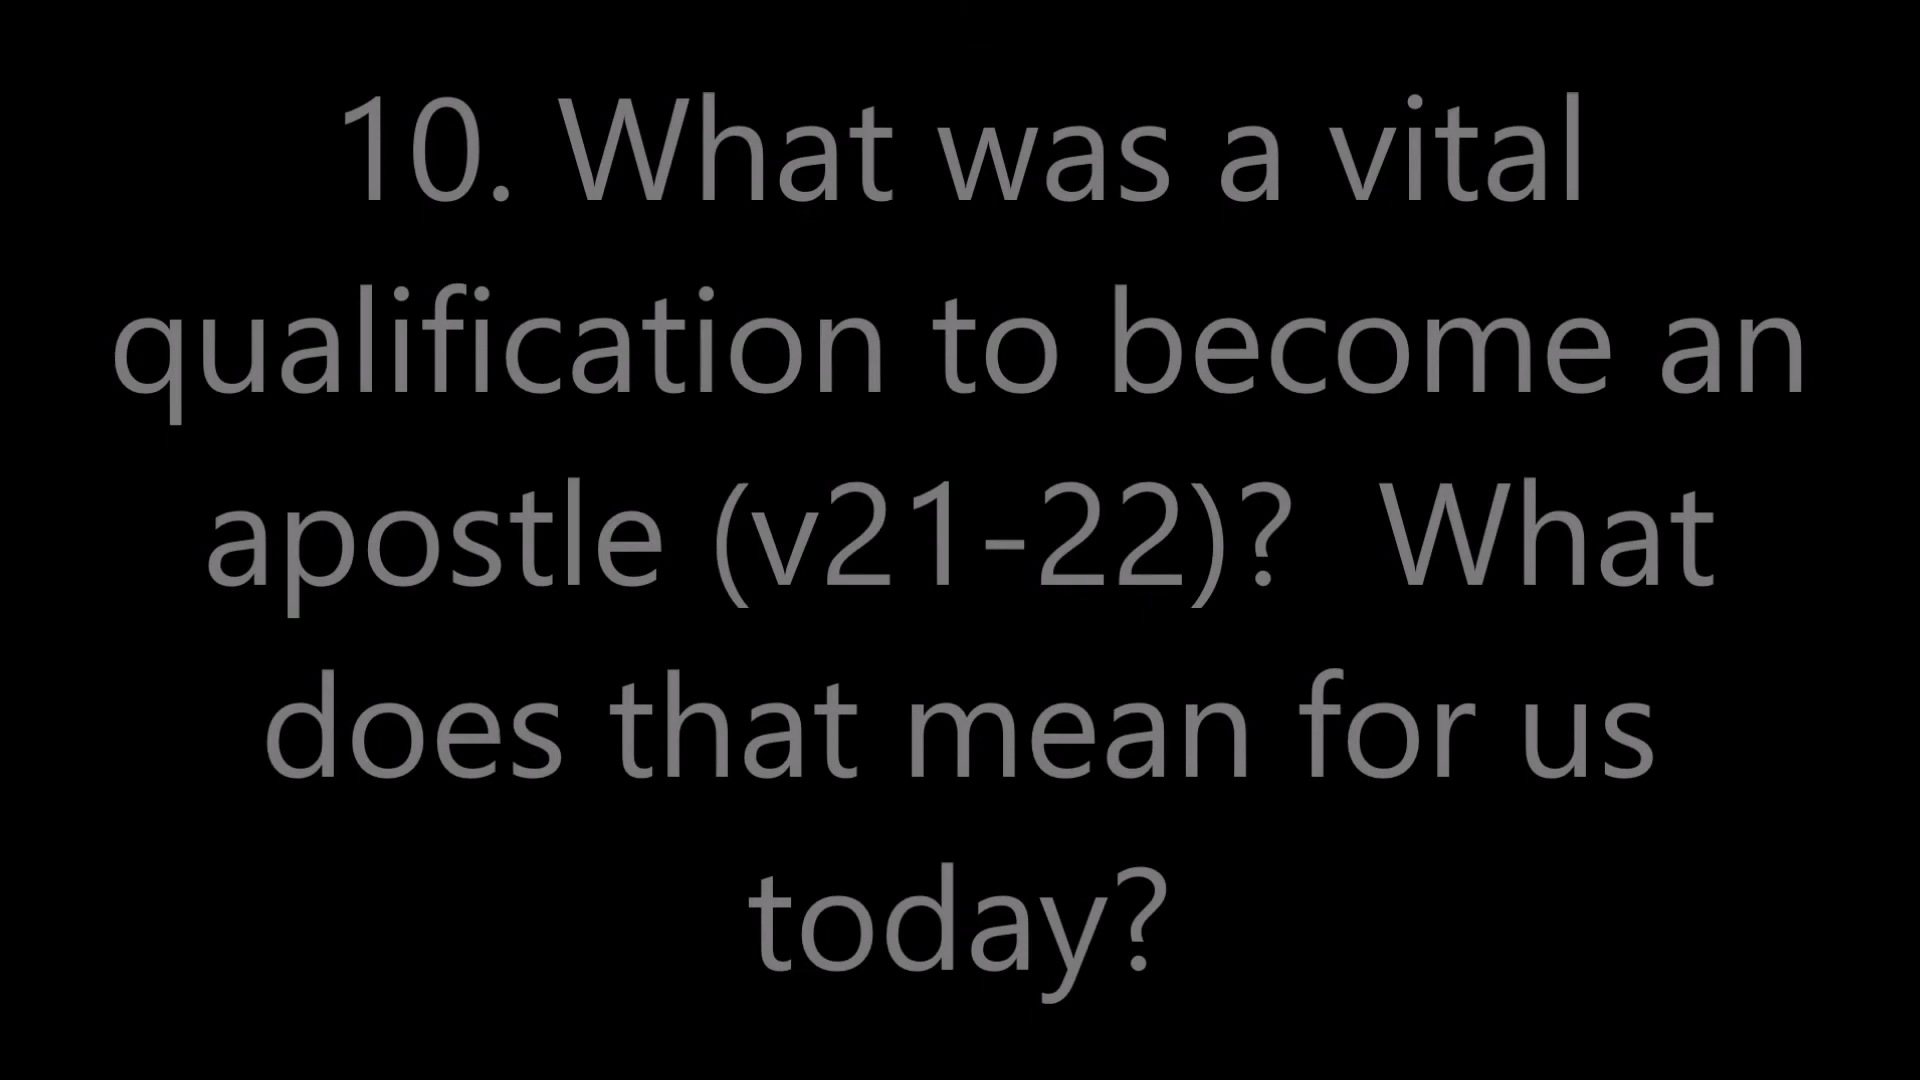 10. What was a vital
qualification to become an
apostle (v21-22)?  What
does that mean for us
today?